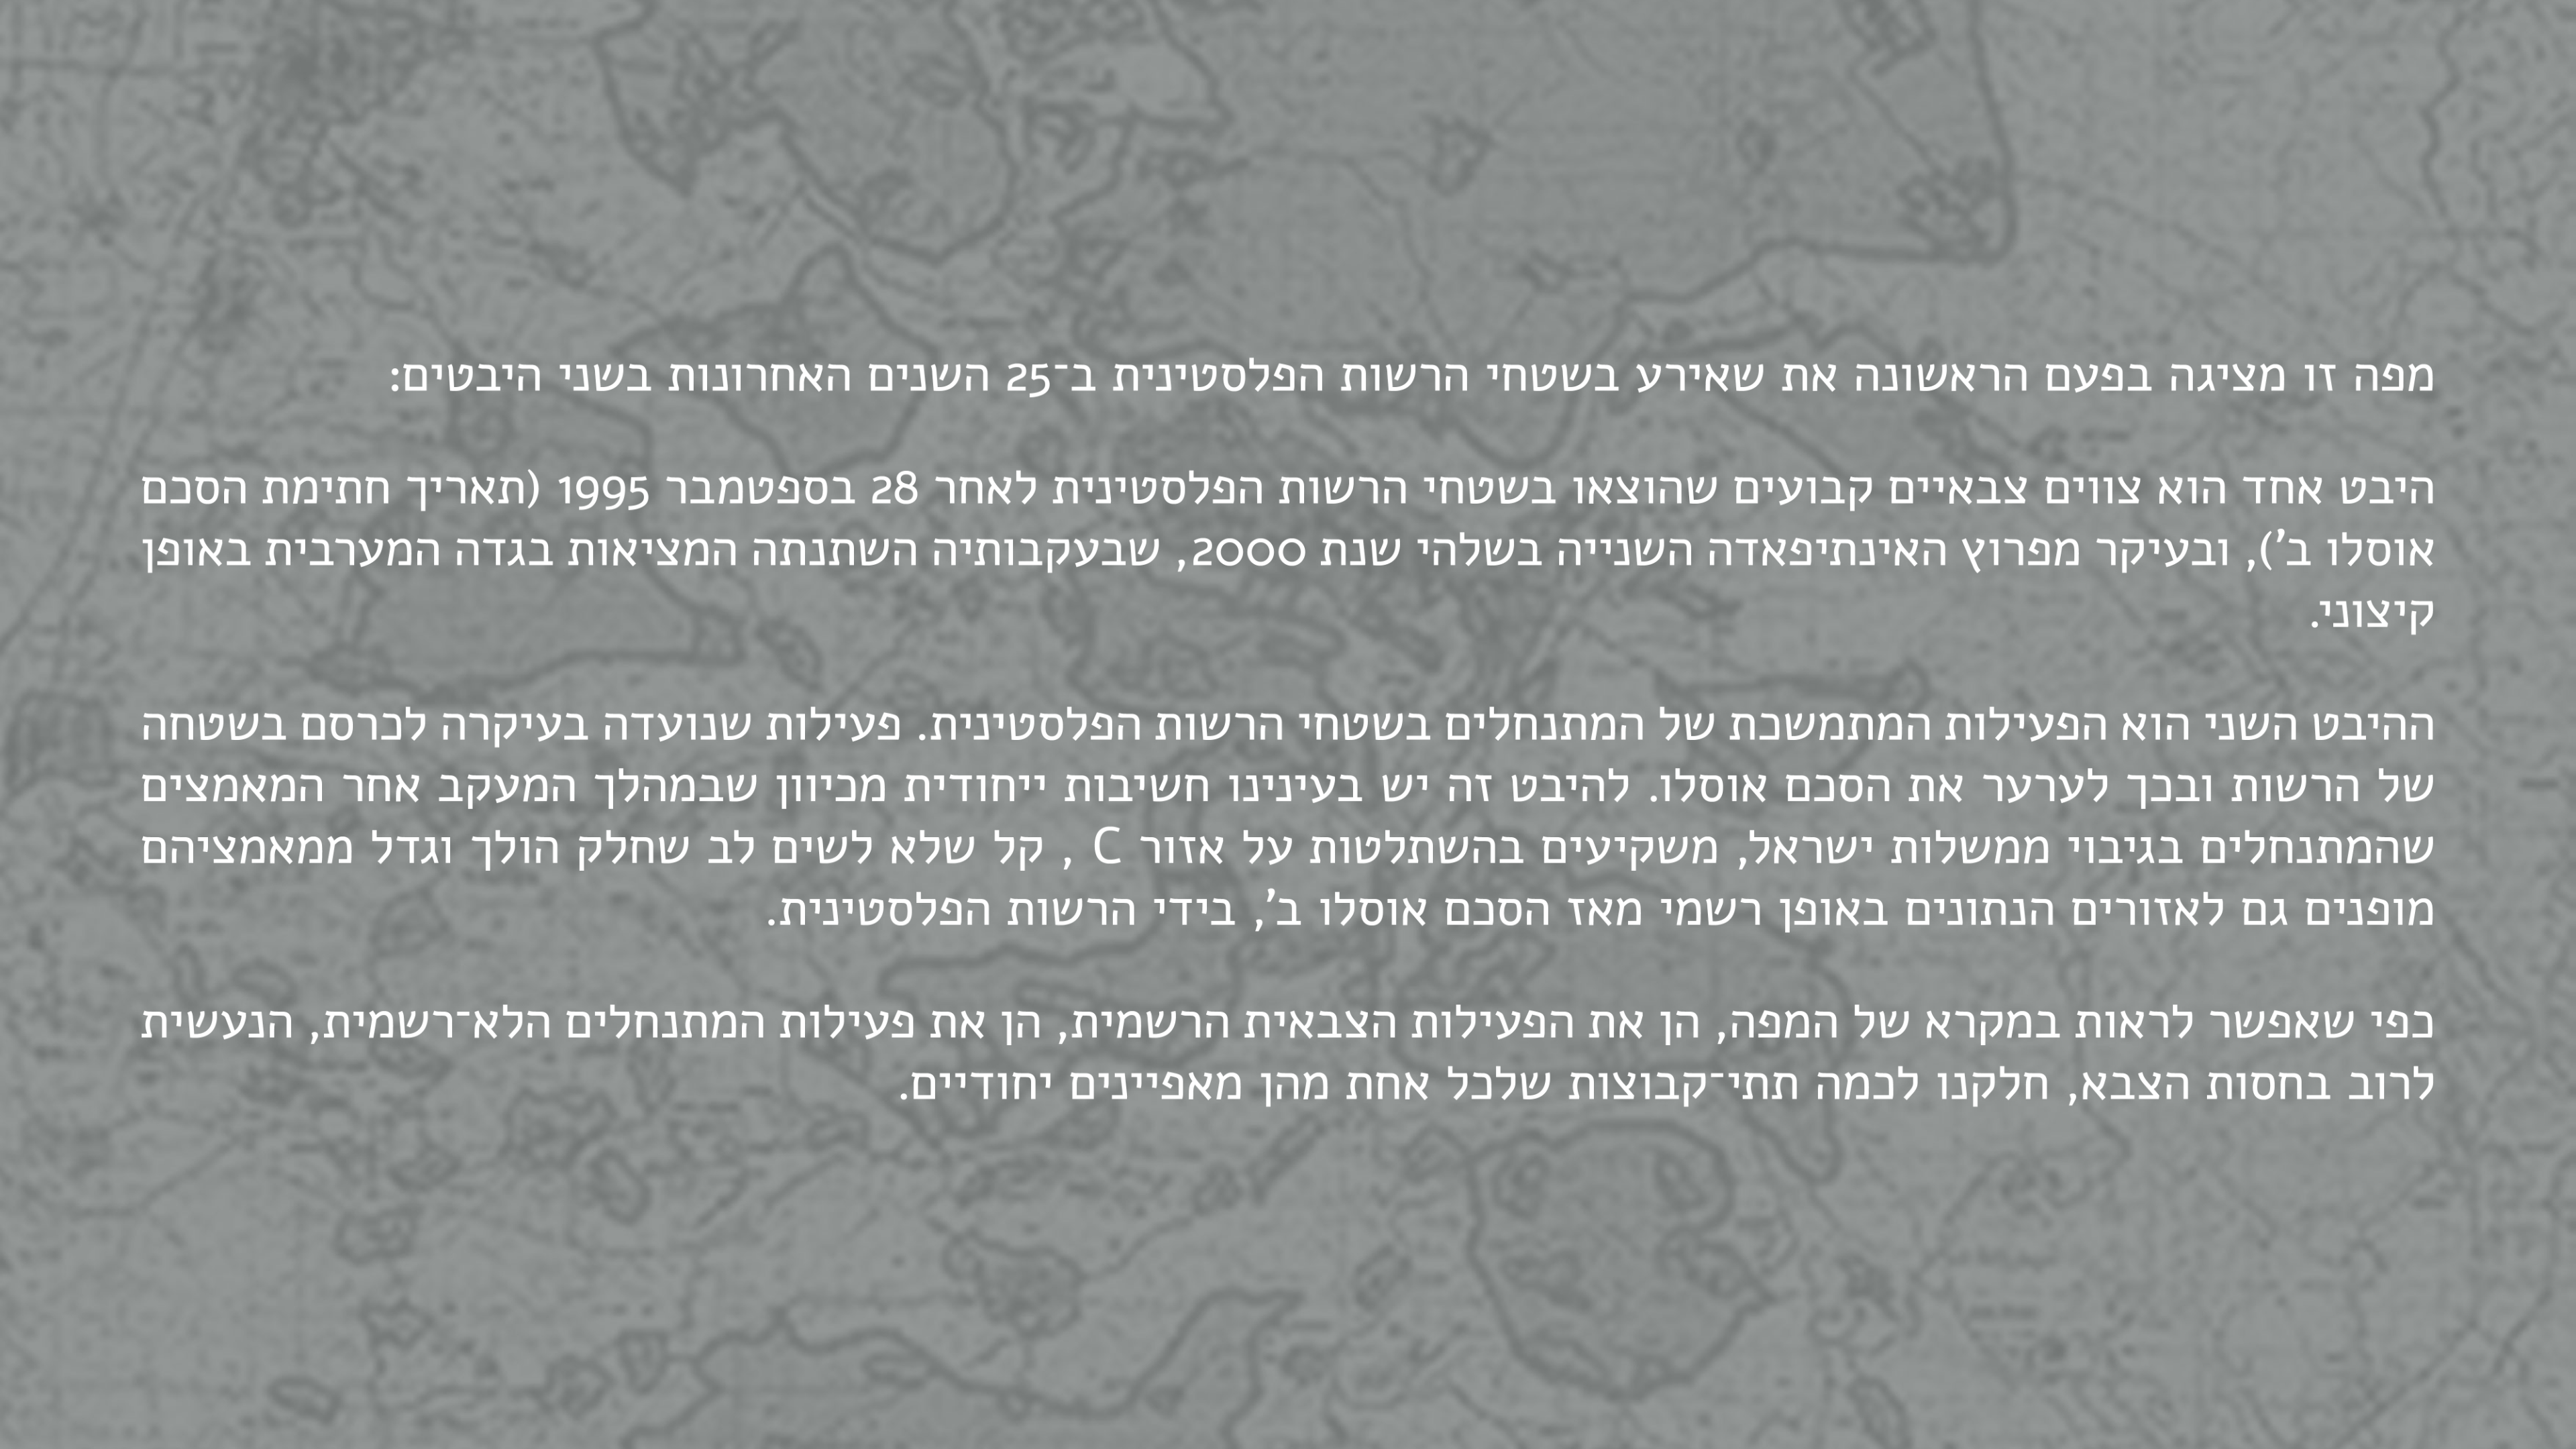 מפה זו מציגה בפעם הראשונה את שאירע בשטחי הרשות הפלסטינית ב־25 השנים האחרונות בשני היבטים:
היבט אחד הוא צווים צבאיים קבועים שהוצאו בשטחי הרשות הפלסטינית לאחר 28 בספטמבר 1995 (תאריך חתימת הסכם
אוסלו ב'), ובעיקר מפרוץ האינתיפאדה השנייה בשלהי שנת 2000, שבעקבותיה השתנתה המציאות בגדה המערבית באופן
קיצוני.
ההיבט השני הוא הפעילות המתמשכת של המתנחלים בשטחי הרשות הפלסטינית. פעילות שנועדה בעיקרה לכרסם בשטחה
של הרשות ובכך לערער את הסכם אוסלו. להיבט זה יש בעינינו חשיבות ייחודית מכיוון שבמהלך המעקב אחר המאמצים
שהמתנחלים בגיבוי ממשלות ישראל, משקיעים בהשתלטות על אזור C , קל שלא לשים לב שחלק הולך וגדל ממאמציהם
מופנים גם לאזורים הנתונים באופן רשמי מאז הסכם אוסלו ב', בידי הרשות הפלסטינית.
כפי שאפשר לראות במקרא של המפה, הן את הפעילות הצבאית הרשמית, הן את פעילות המתנחלים הלא־רשמית, הנעשית
לרוב בחסות הצבא, חלקנו לכמה תתי־קבוצות שלכל אחת מהן מאפיינים יחודיים.